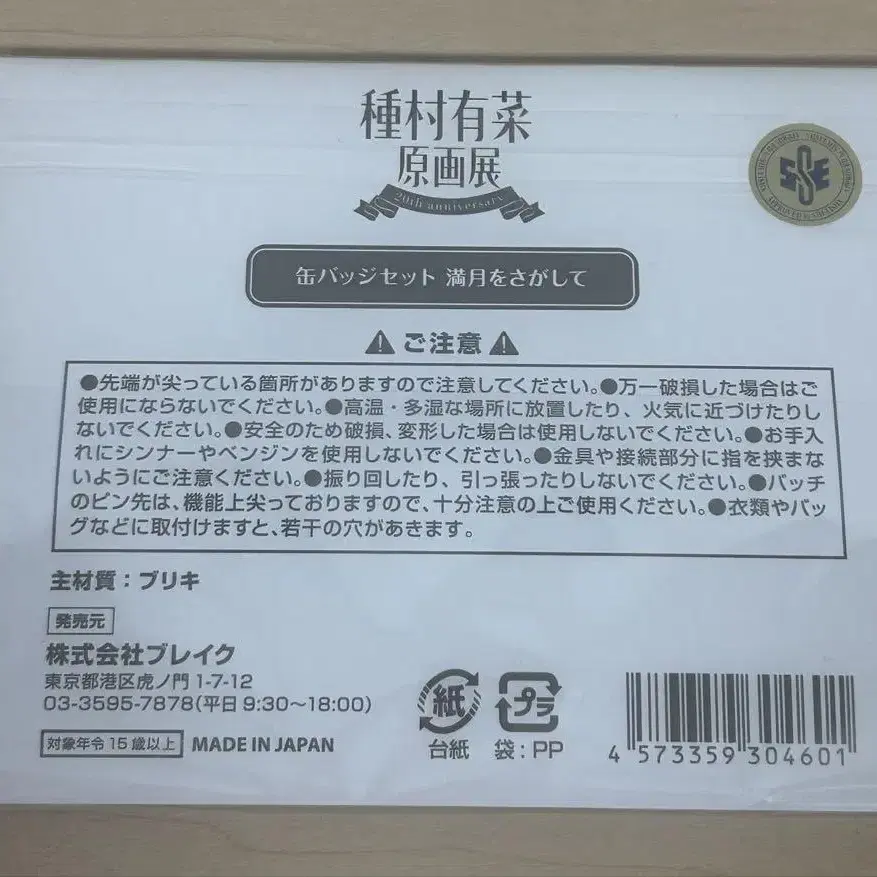 種村有菜
原画展
20th anniversary
SSE
缶バッジセット 満月をさがして
ご注意
●先端が尖っている箇所がありますので注意してください。●万一破損した場合はご
使用にならないでください。●高温・多湿な場所に放置したり、火気に近づけたりし
ないでください。●安全のため破損、変形した場合は使用しないでください。●お手入
れにシンナーやベンジンを使用しないでください。●金具や接続部分に指を挟まな
いようにご注意ください。●振り回したり、引っ張ったりしないでください。●バッチ
のピン先は、機能上尖っておりますので、十分注意の上ご使用ください。●衣類やバッ
グなどに取付けますと、若干の穴があきます。
主材質：ブリキ
発売元
株式会社ブレイク
東京都港区虎ノ門 1-7-12
03-3595-7878(平日 9:30〜18:00)
対象年令 15 歳以上 MADE IN JAPAN
紙
台紙
プラ
袋：PP
4 573359 304601